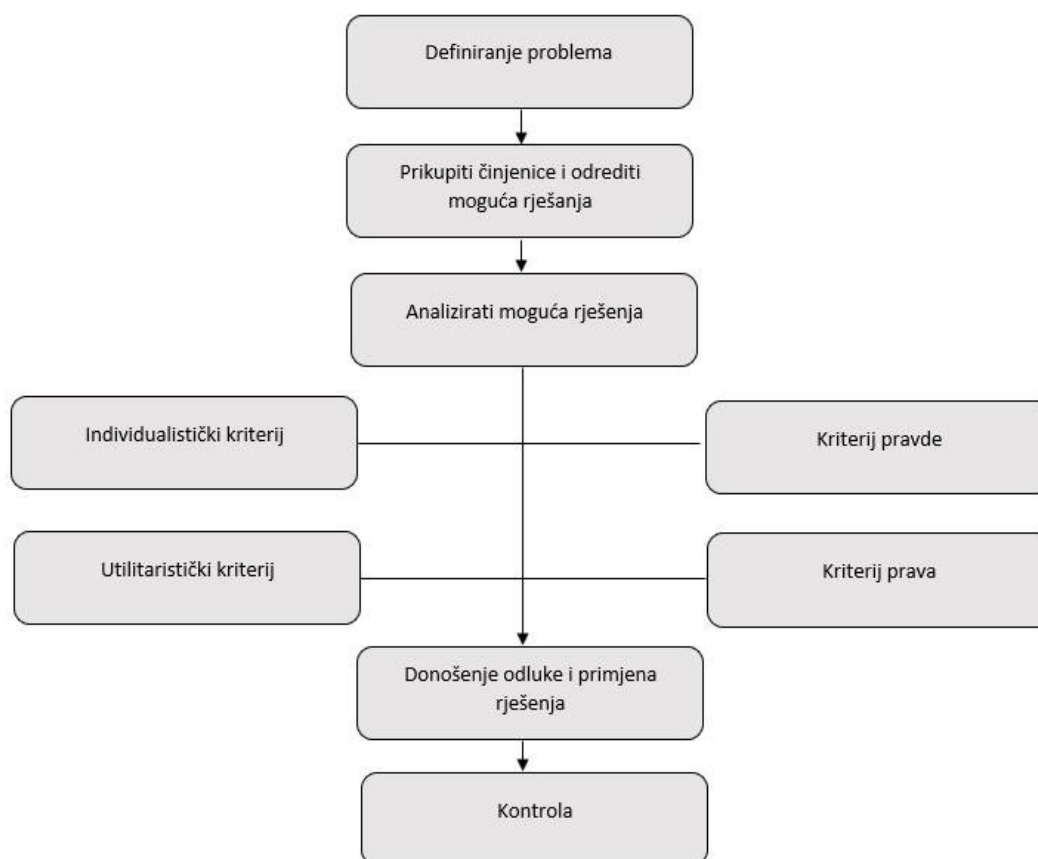 Definiranje problema
Prikupiti činjenice i odrediti
moguća rješanja
Analizirati moguća rješenja
Individualistički kriterij
Kriterij pravde
Utilitaristički kriterij
Kriterij prava
Donošenje odluke i primjena
rješenja
Kontrola